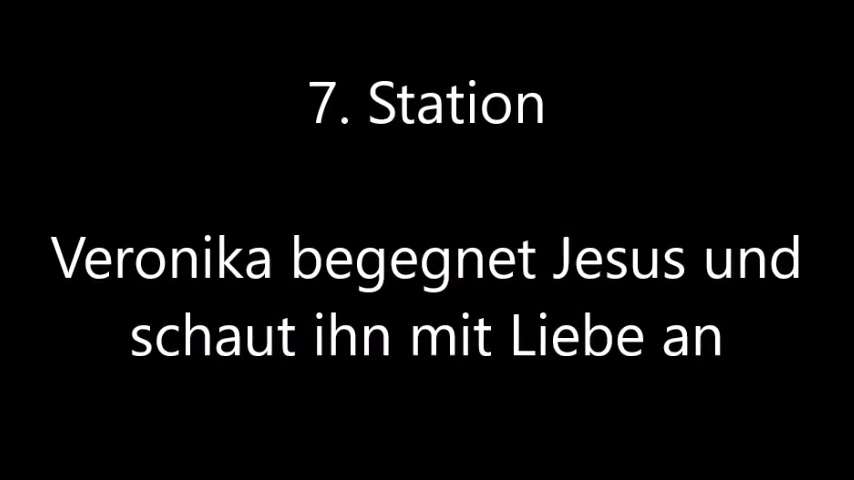 7. Station
Veronika begegnet Jesus und
schaut ihn mit Liebe an